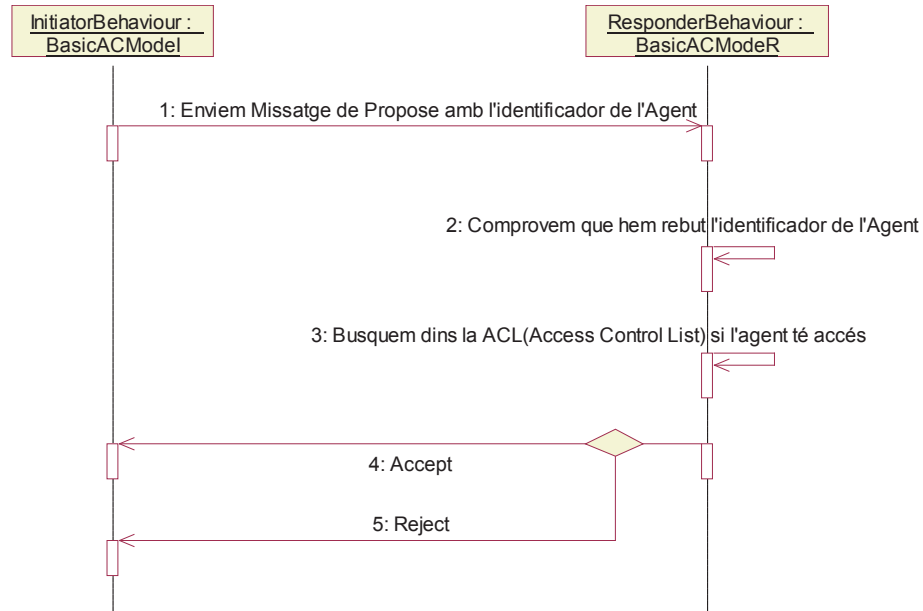 InitiatorBehaviour :
BasicACModeI
ResponderBehaviour :
BasicACModeR
1: Enviem Missatge de Propose amb l'identificador de l'Agent
2: Comprovem que hem rebut l'identificador de l'Agent
3: Busquem dins la ACL(Access Control List) si l'agent té accés
4: Accept
5: Reject